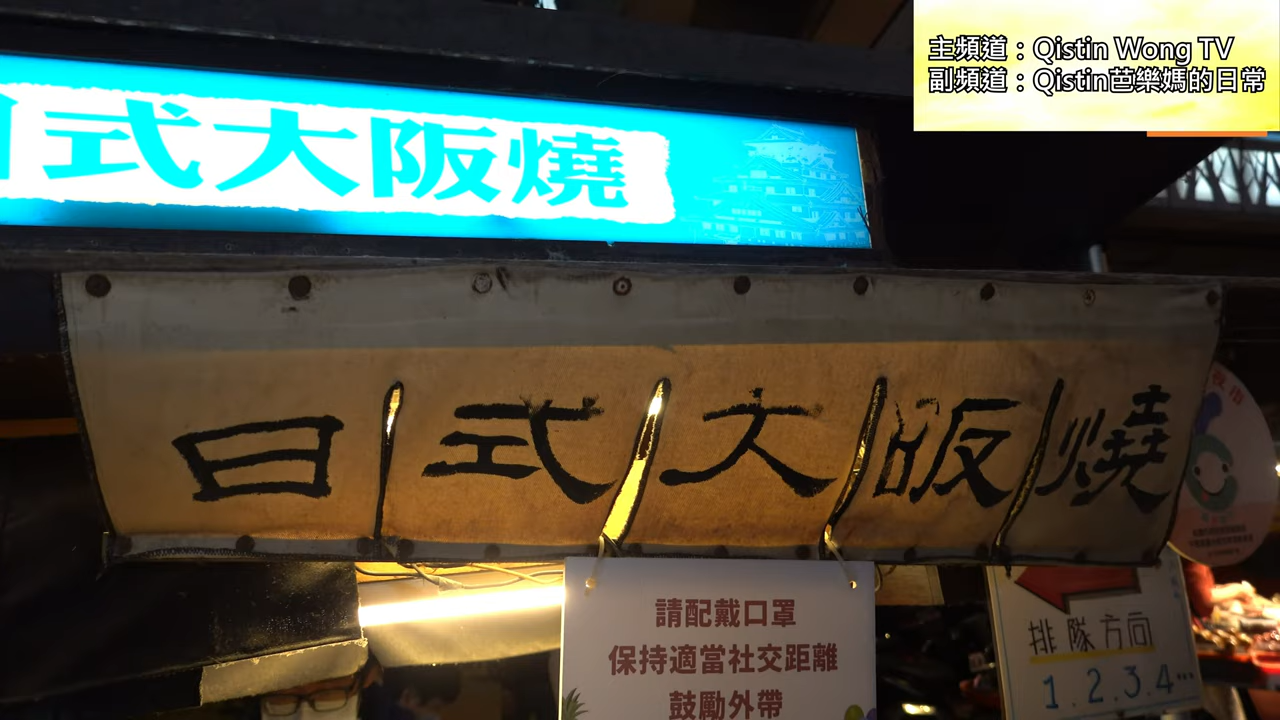 主頻道：Qistin Wong TV
副頻道：Qistin芭樂媽的日常
日式大阪燒
日式大阪燒
請配戴口罩
保持適當社交距離
鼓勵外帶
排隊方向
1.2.3.4...